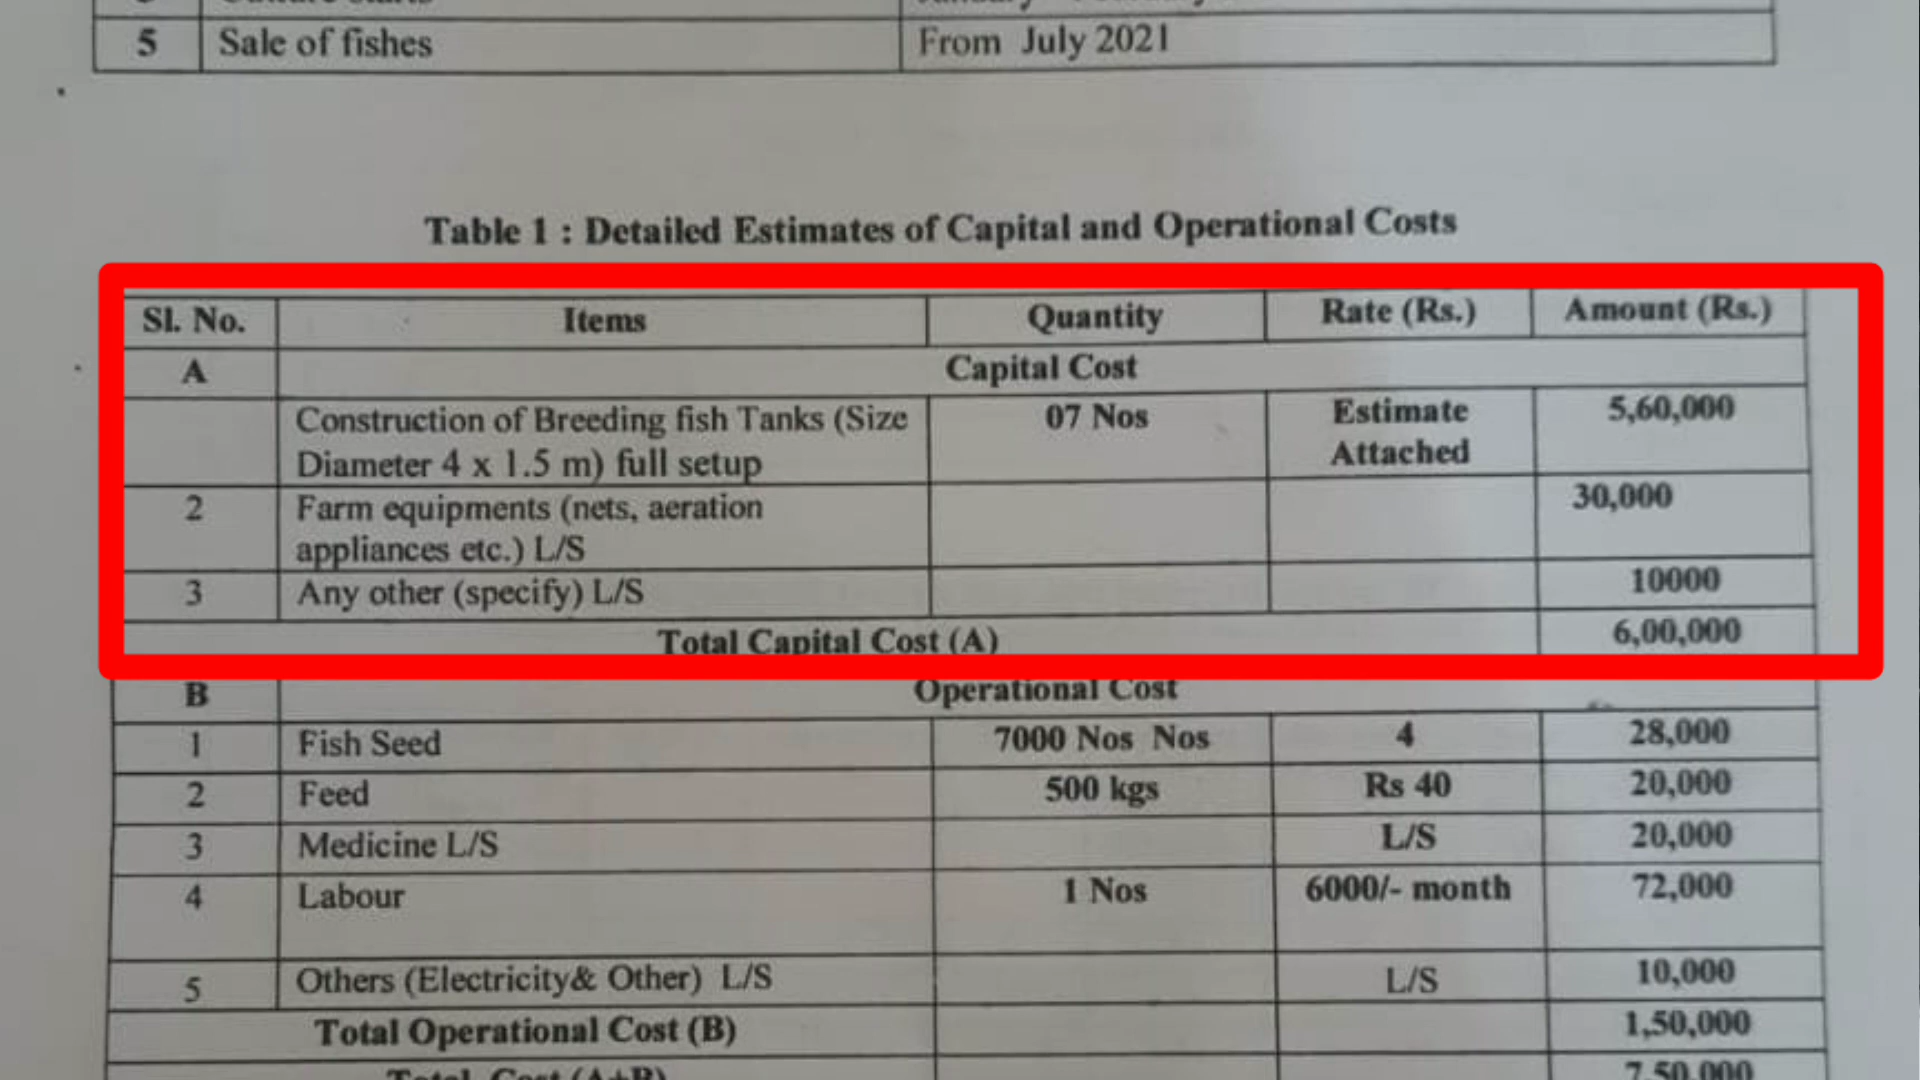 5 Sale of fishes From July 2021
Table 1 : Detailed Estimates of Capital and Operational Costs
Sl. No. Items Quantity Rate (Rs.) Amount (Rs.)
A Capital Cost
Construction of Breeding fish Tanks (Size 07 Nos Estimate 5,60,000
Diameter 4 x 1.5 m) full setup Attached
2 Farm equipments (nets, aeration 30,000
appliances etc.) L/S
3 Any other (specify) L/S 10000
Total Capital Cost (A) 6,00,000
B Operational Cost
1 Fish Seed 7000 Nos Nos 4 28,000
2 Feed 500 kgs Rs 40 20,000
3 Medicine L/S L/S 20,000
4 Labour 1 Nos 6000/- month 72,000
5 Others (Electricity& Other) L/S L/S 10,000
Total Operational Cost (B) 1,50,000
Total Cost (A+B) 7,50,000